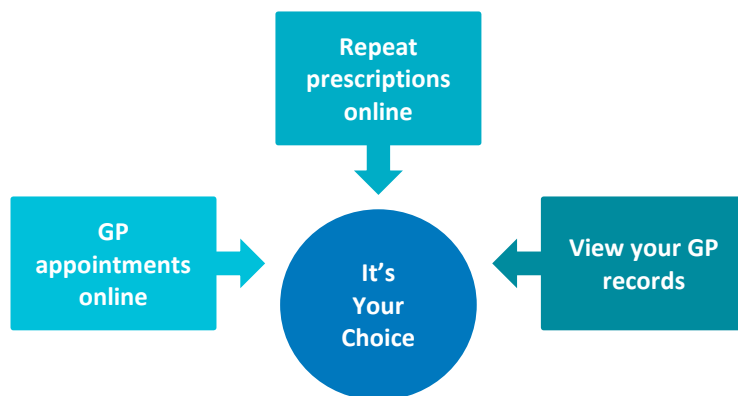 Repeat
prescriptions
online
GP
appointments
online
It’s
Your
Choice
View your GP
records